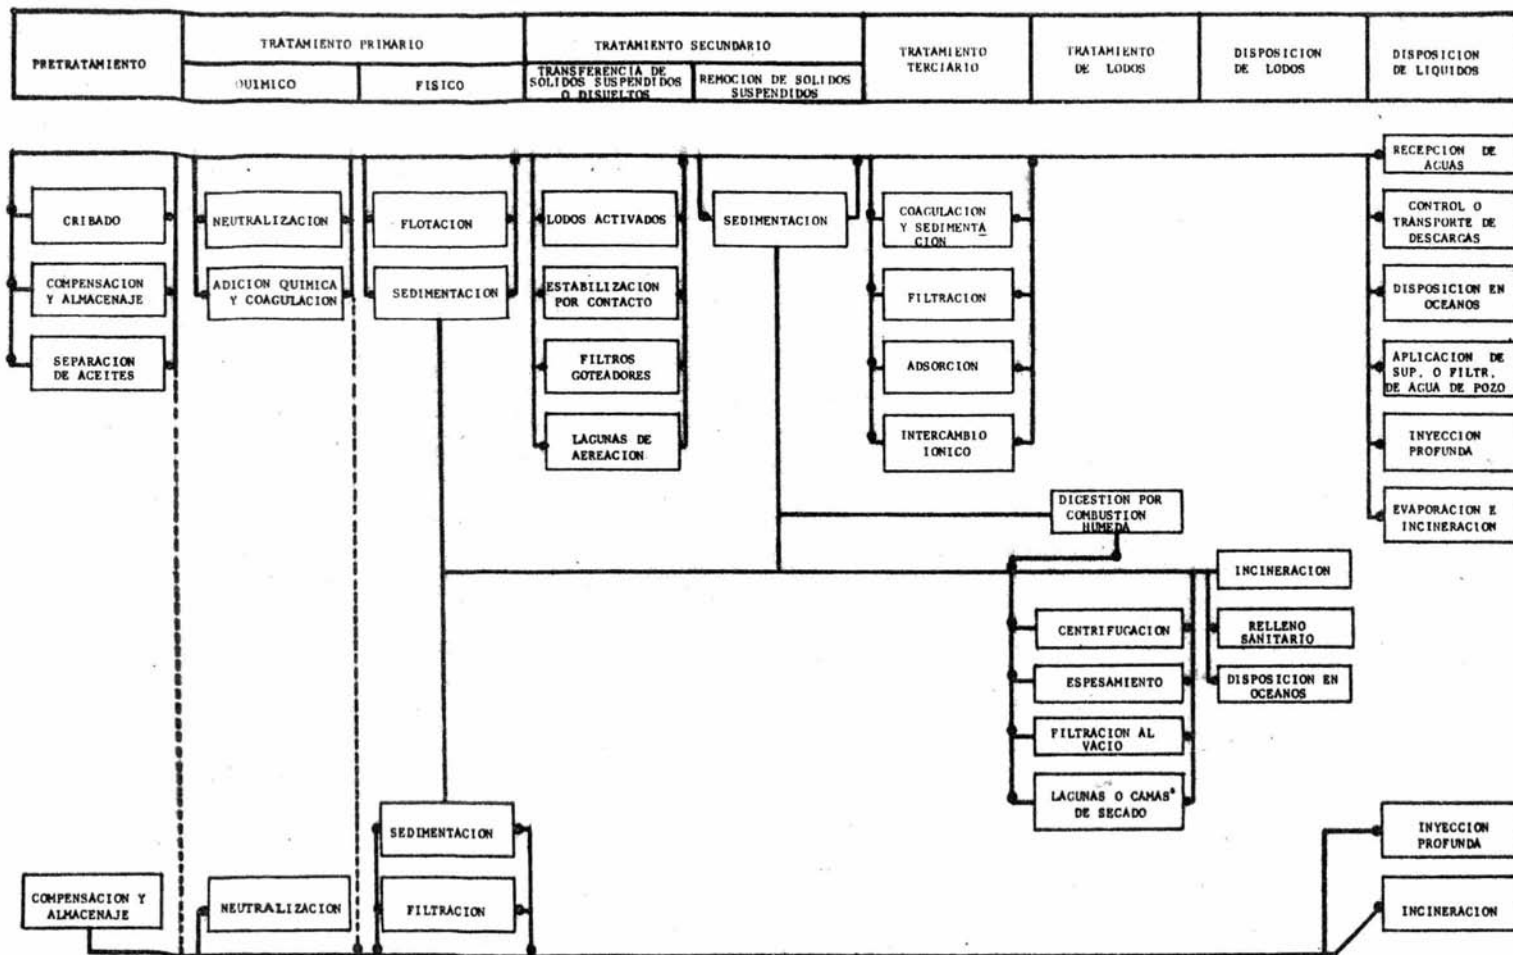 PRETRATAMIENTO
TRATAMIENTO PRIMARIO
QUIMICO
FISICO
TRATAMIENTO SECUNDARIO
TRANSFERENCIA DE
SOLIDOS SUSPENDIDOS
O DISUELTOS
REMOCION DE SOLIDOS
SUSPENDIDOS
TRATAMIENTO
TERCIARIO
TRATAMIENTO
DE LODOS
DISPOSICION
DE LODOS
DISPOSICION
DE LIQUIDOS
CRIBADO
COMPENSACION
Y ALMACENAJE
SEPARACION
DE ACEITES
NEUTRALIZACION
ADICION QUIMICA
Y COAGULACION
FLOTACION
SEDIMENTACION
LODOS ACTIVADOS
ESTABILIZACION
POR CONTACTO
FILTROS
GOTEADORES
LAGUNAS DE
AEREACION
SEDIMENTACION
COAGULACION
Y SEDIMENTA
CION
FILTRACION
ADSORCION
INTERCAMBIO
IONICO
RECEPCION DE
AGUAS
CONTROL O
TRANSPORTE DE
DESCARGAS
DISPOSICION EN
OCEANOS
APLICACION DE
SUP. O FILTR.
DE AGUA DE POZO
INYECCION
PROFUNDA
EVAPORACION E
INCINERACION
DIGESTION POR
COMBUSTION
HUMEDA
CENTRIFUGACION
ESPESAMIENTO
FILTRACION AL
VACIO
LAGUNAS O CAMAS
DE SECADO
INCINERACION
RELLENO
SANITARIO
DISPOSICION EN
OCEANOS
COMPENSACION Y
ALMACENAJE
NEUTRALIZACION
SEDIMENTACION
FILTRACION
INYECCION
PROFUNDA
INCINERACION